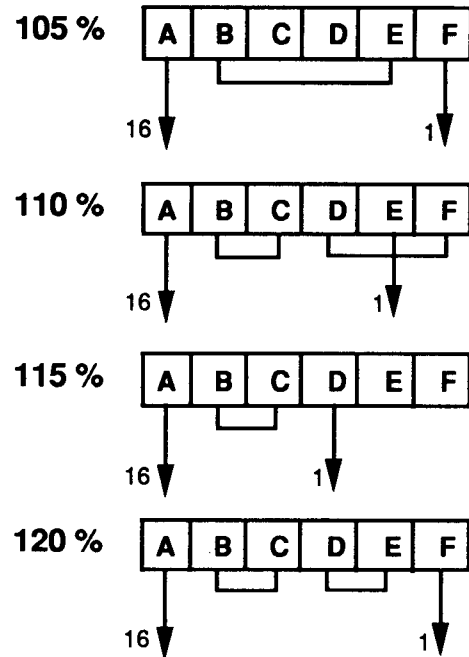 105 % A B C D E F
16 1
110 % A B C D E F
16 1
115 % A B C D E F
16 1
120 % A B C D E F
16 1